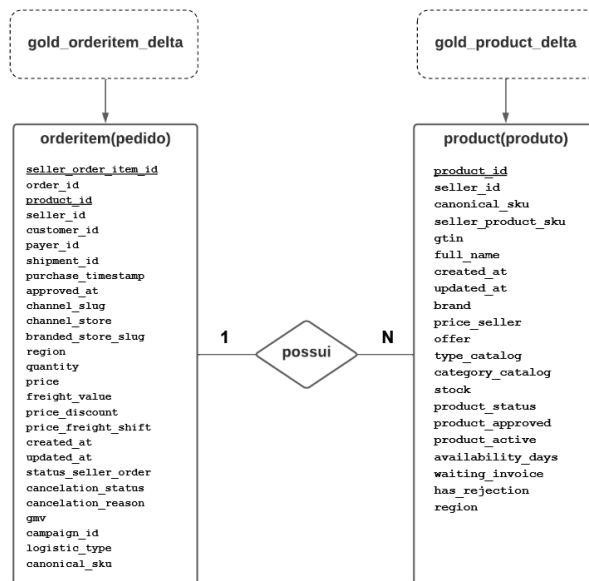 gold_orderitem_delta
gold_product_delta
orderitem(pedido)
seller_order_item_id
order_id
product_id
seller_id
customer_id
payer_id
shipment_id
purchase_timestamp
approved_at
channel_slug
channel_store
branded_store_slug
region
quantity
price
freight_value
price_discount
price_freight_shift
created_at
updated_at
status_seller_order
cancelation_status
cancelation_reason
gmv
campaign_id
logistic_type
canonical_sku
1
possui
N
product(produto)
product_id
seller_id
canonical_sku
seller_product_sku
gtin
full_name
created_at
updated_at
brand
price_seller
offer
type_catalog
category_catalog
stock
product_status
product_approved
product_active
availability_days
waiting_invoice
has_rejection
region